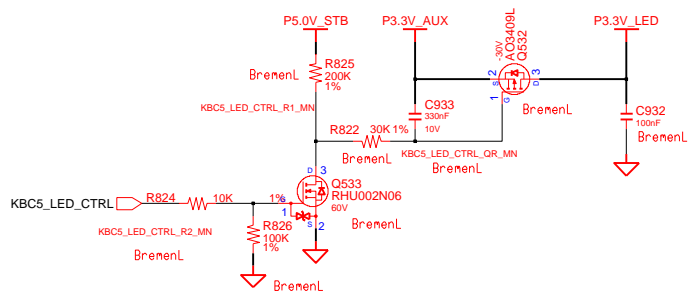 P5.0V_STB
P3.3V_AUX
P3.3V_LED
-30V
AO3409L
Q532
R825
200K
1%
BremenL
KBC5_LED_CTRL_R1_MN
2
3
S
D
1
G
BremenL
C933
330nF
10V
C932
100nF
BremenL
R822
30K
1%
BremenL
KBC5_LED_CTRL_QR_MN
BremenL
D
3
Q533
RHU002N06
60V
KBC5_LED_CTRL
R824
10K
1%
G
1
S
2
BremenL
KBC5_LED_CTRL_R2_MN
R826
100K
1%
BremenL
BremenL